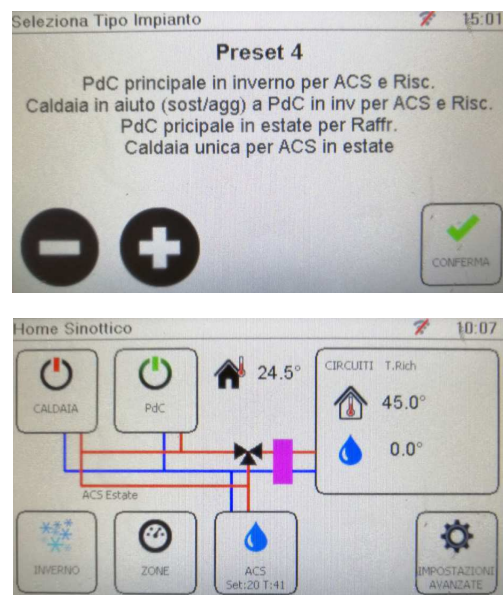 Seleziona Tipo Impianto 15:01
Preset 4
PdC principale in inverno per ACS e Risc.
Caldaia in aiuto (sost/agg) a PdC in inv per ACS e Risc.
PdC pricipale in estate per Raffr.
Caldaia unica per ACS in estate
CONFERMA
Home Sinottico 10:07
CALDAIA
PdC
24.5°
CIRCUITI T.Rich
45.0°
0.0°
ACS Estate
INVERNO
ZONE
ACS
Set:20 T:41
IMPOSTAZIONI
AVANZATE